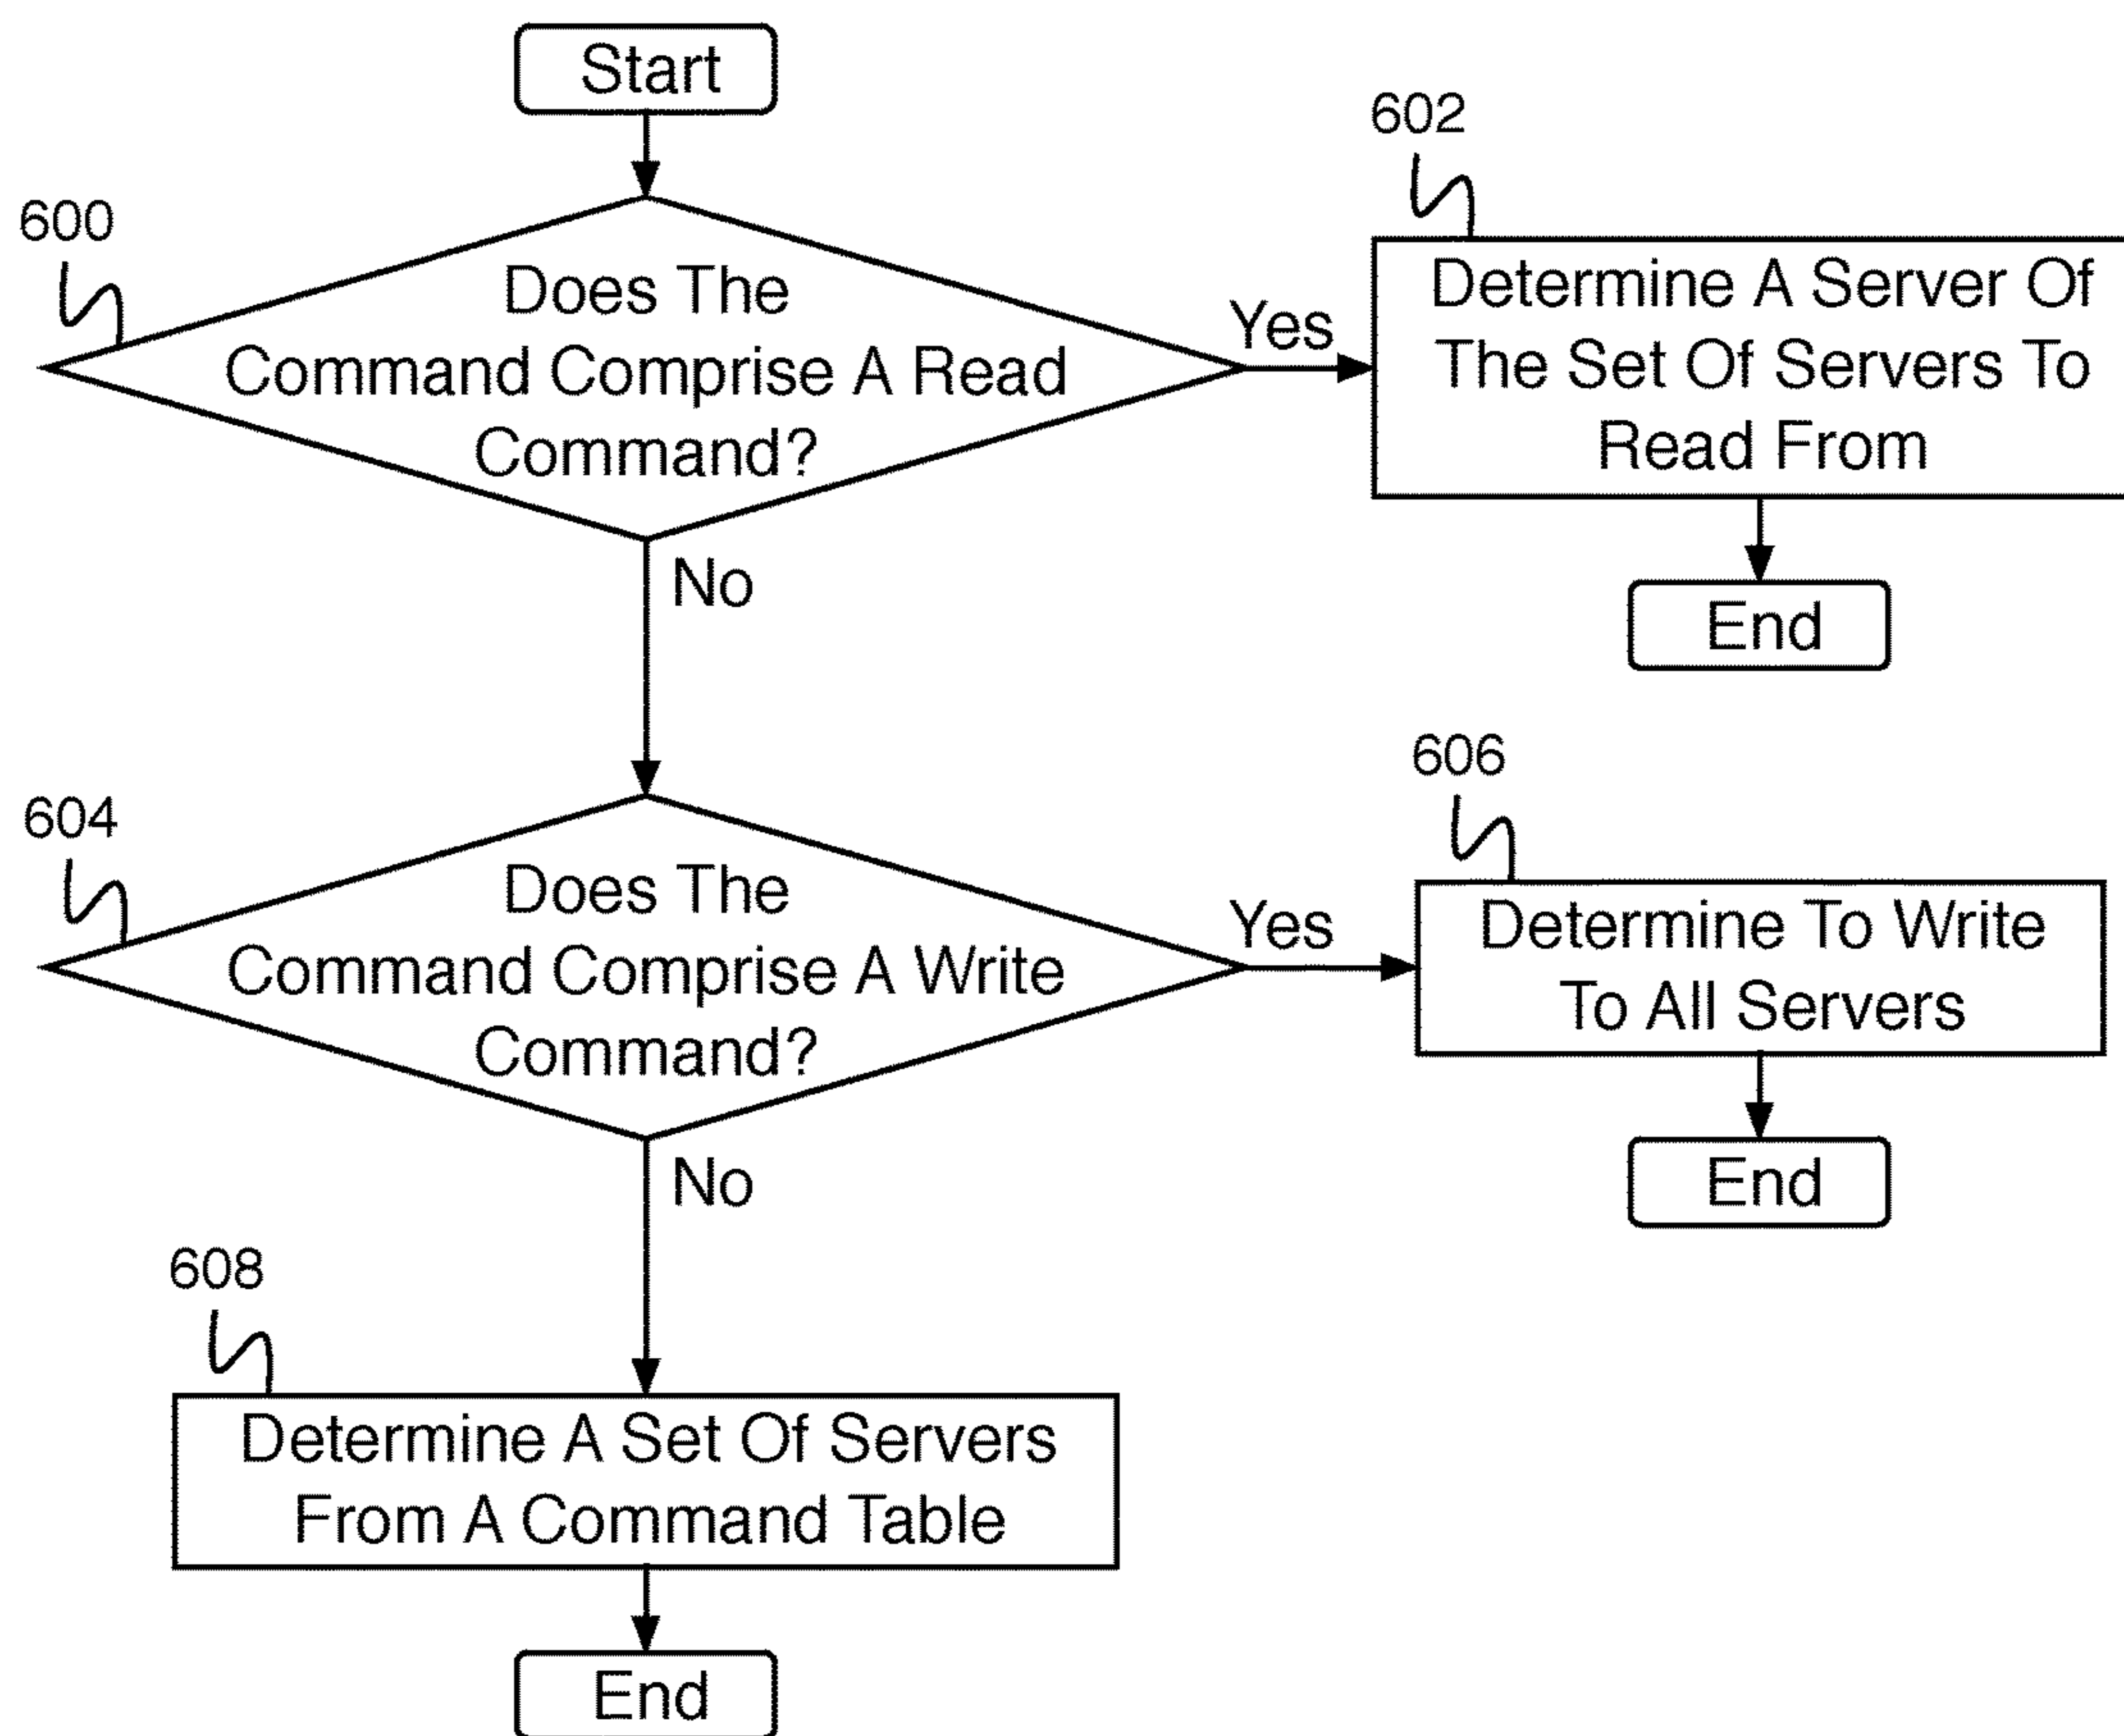 Start
602
600
Does The
Command Comprise A Read
Command?
Yes
Determine A Server Of
The Set Of Servers To
Read From
No
End
606
604
Does The
Command Comprise A Write
Command?
Yes
Determine To Write
To All Servers
No
End
608
Determine A Set Of Servers
From A Command Table
End